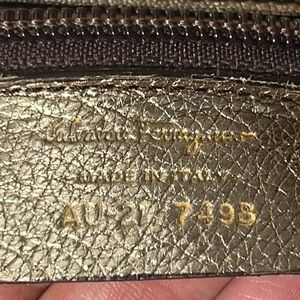 Salvatore Ferragamo
MADE IN ITALY
AU-21 7498